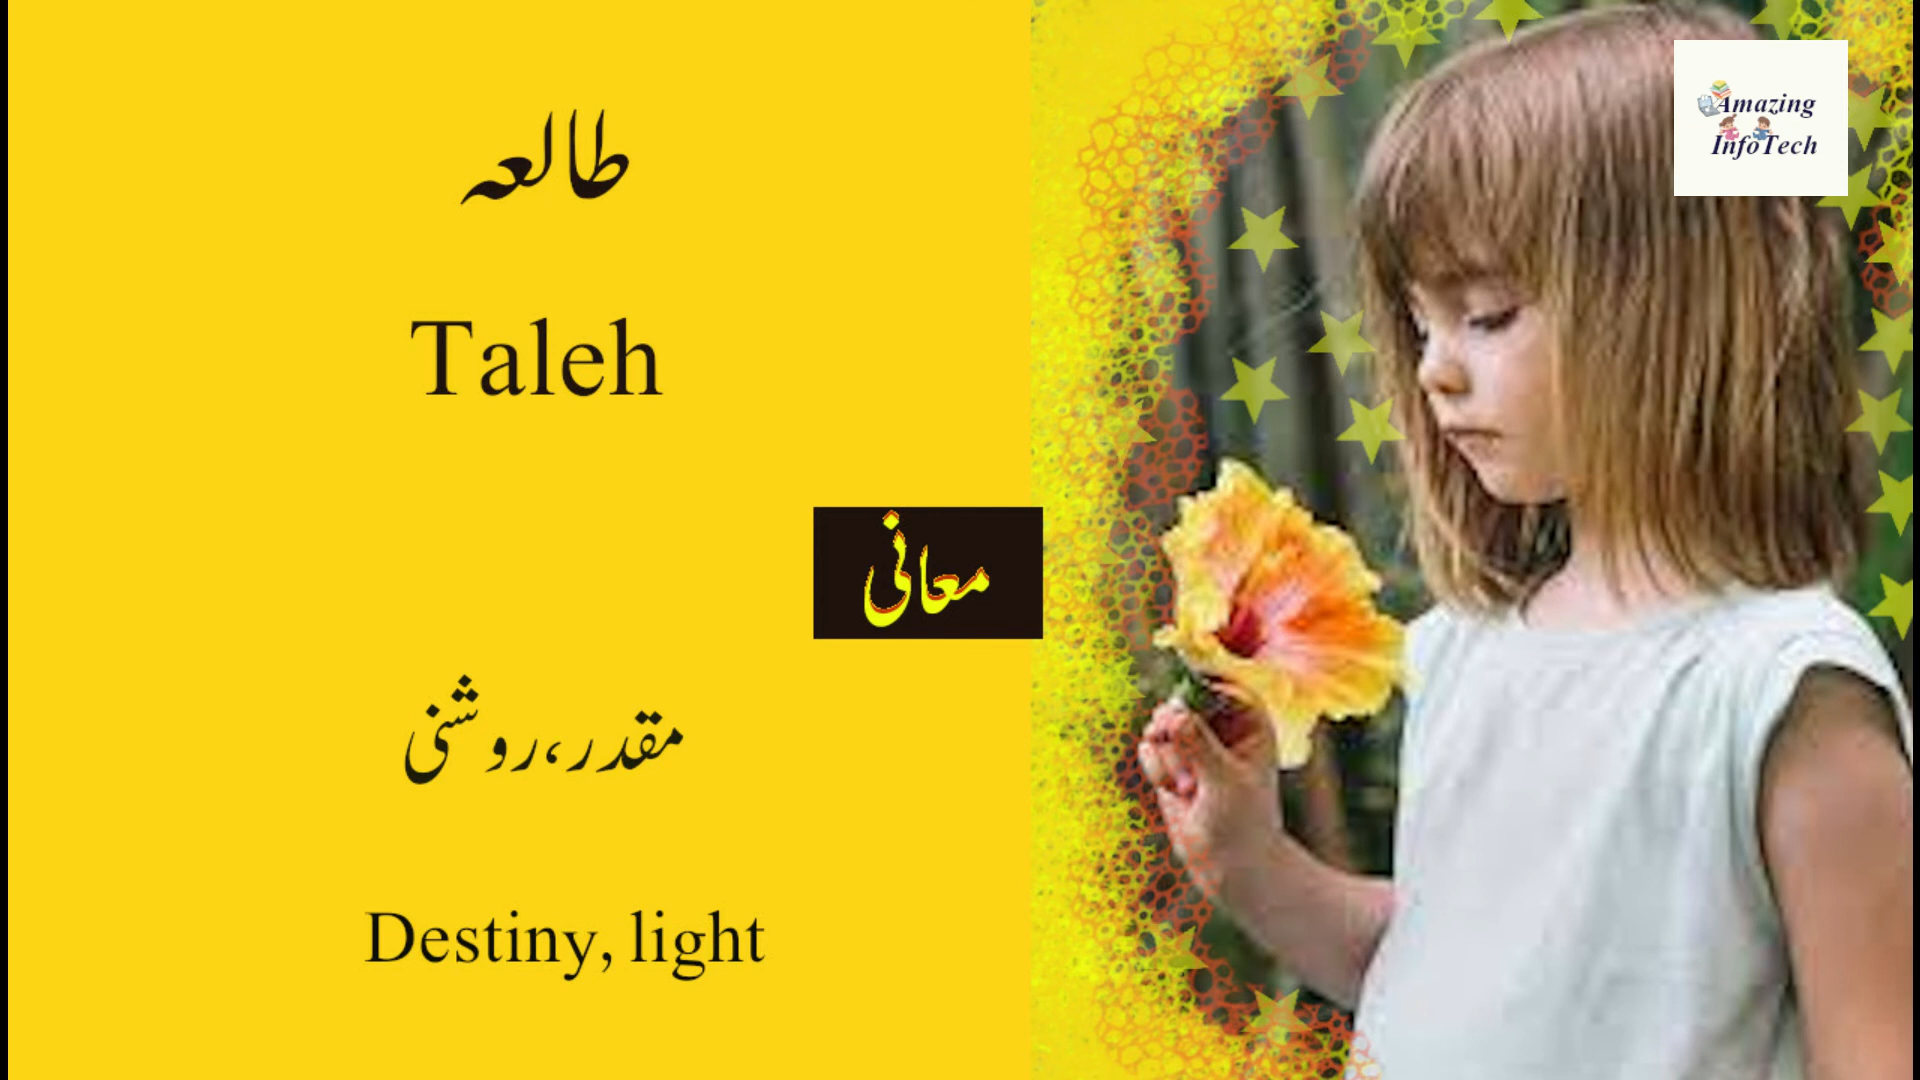 طالعہ
Taleh
معانی
مقدر،روشنی
Destiny, light
Amazing
InfoTech